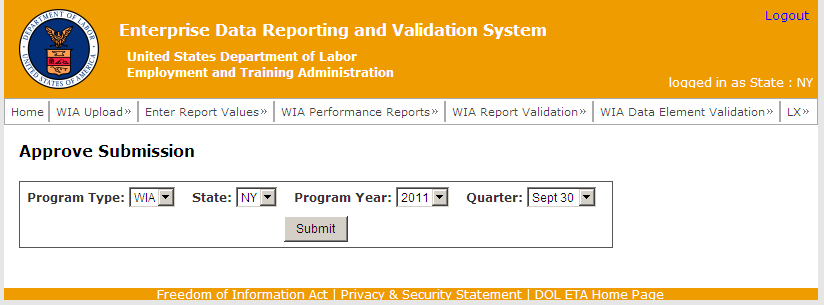 Logout
Enterprise Data Reporting and Validation System
United States Department of Labor
Employment and Training Administration
DEPARTMENT OF LABOR
UNITED STATES OF AMERICA
logged in as State : NY
Home WIA Upload» Enter Report Values» WIA Performance Reports» WIA Report Validation» WIA Data Element Validation» LX»
Approve Submission
Program Type: WIA State: NY Program Year: 2011 Quarter: Sept 30
Submit
Freedom of Information Act | Privacy & Security Statement | DOL ETA Home Page